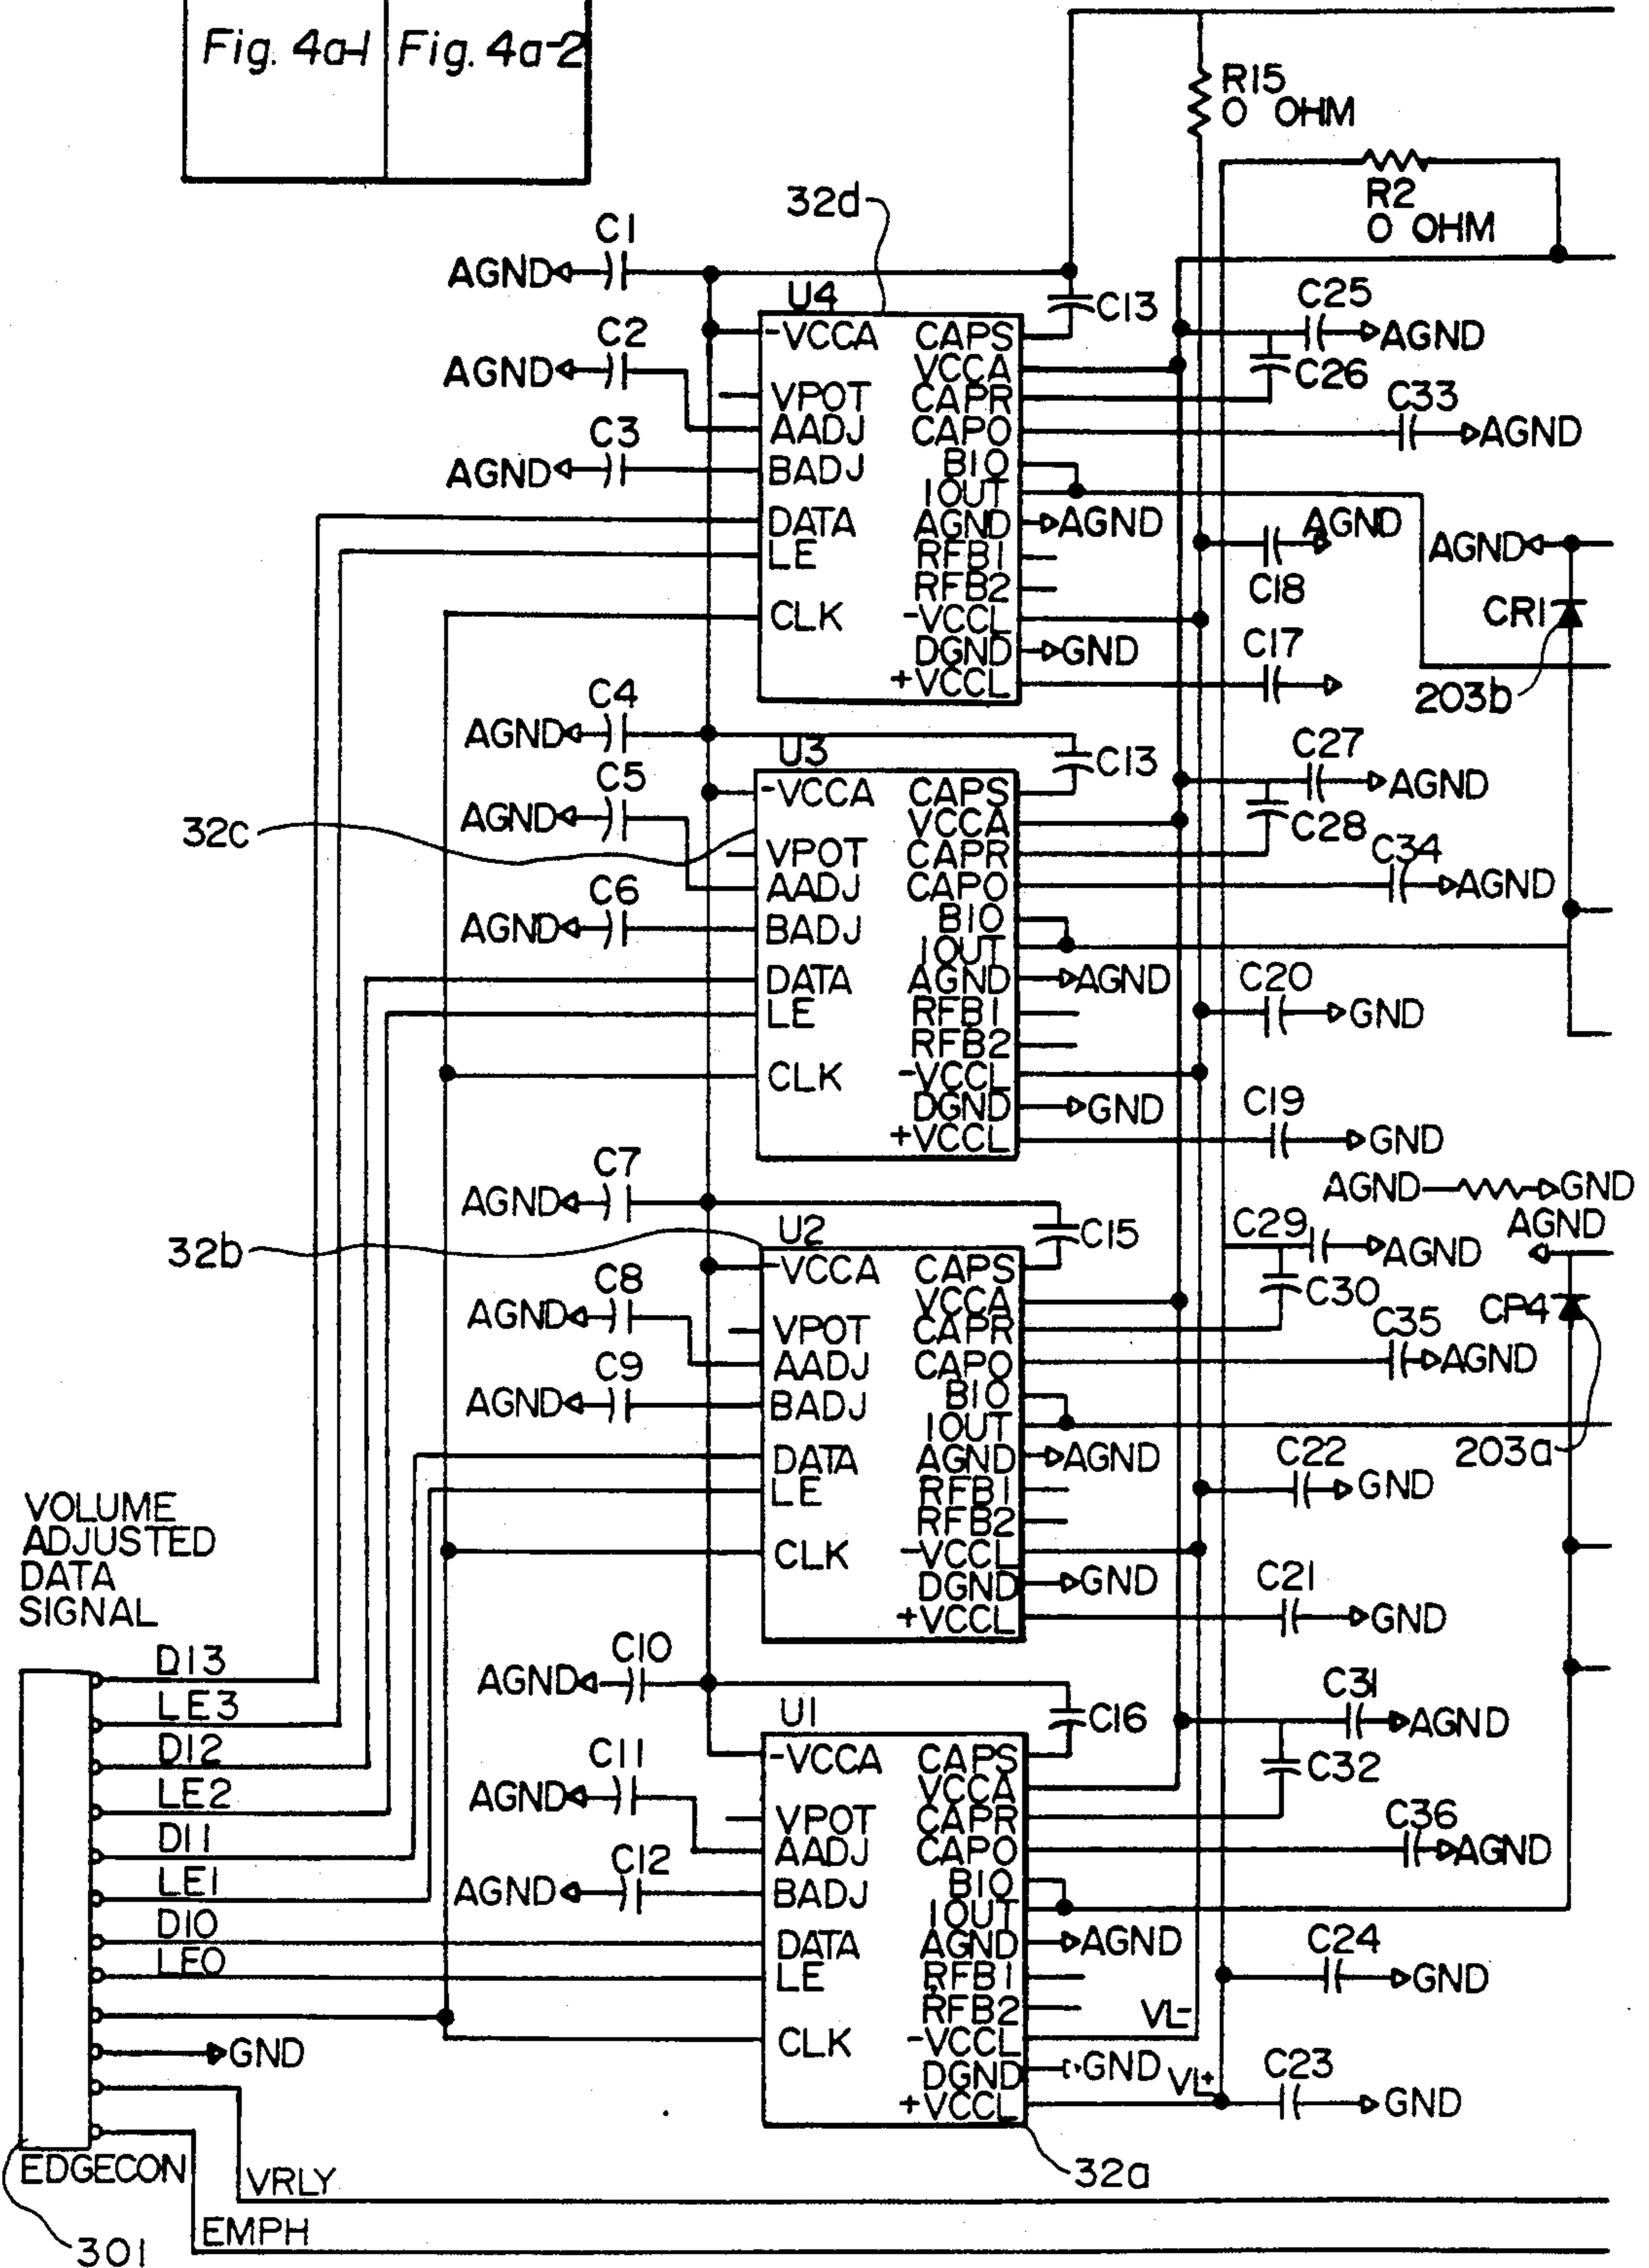 Fig. 4a-1 Fig. 4a-2
R15
0 OHM
R2
0 OHM
32d
C1
AGND
U4
C13
C25
AGND
C2
AGND
C26
C33
AGND
C3
AGND
-VCCA CAPS
VCCA
VPOT CAPR
AADJ CAPO
BADJ BIO
IOUT
DATA AGND AGND
LE RFB1
RFB2
CLK -VCCL
DGND GND
+VCCL
AGND
C18
AGND
CR1
C17
203b
C4
AGND
U3
C13
C27
AGND
C5
AGND
C28
32c
C34
AGND
C6
AGND
-VCCA CAPS
VCCA
VPOT CAPR
AADJ CAPO
BADJ BIO
IOUT
DATA AGND AGND
LE RFB1
RFB2
CLK -VCCL
DGND GND
+VCCL
C20
GND
C19
GND
AGND GND
AGND
C7
AGND
U2
C15
C29
AGND
32b
C8
AGND
C30
CP4
C35
AGND
C9
AGND
-VCCA CAPS
VCCA
VPOT CAPR
AADJ CAPO
BADJ BIO
IOUT
DATA AGND AGND
LE RFB1
RFB2
CLK -VCCL
DGND GND
+VCCL
C22
GND
203a
C21
GND
VOLUME
ADJUSTED
DATA
SIGNAL
C10
AGND
U1
C16
C31
AGND
C11
AGND
C32
C36
AGND
C12
AGND
-VCCA CAPS
VCCA
VPOT CAPR
AADJ CAPO
BADJ BIO
IOUT
DATA AGND AGND
LE RFB1
RFB2
CLK -VCCL
DGND GND
+VCCL
VL-
VL+
C24
GND
C23
GND
DI3
LE3
DI2
LE2
DI1
LE1
DI0
LE0
GND
EDGECON
VRLY
32a
EMPH
301